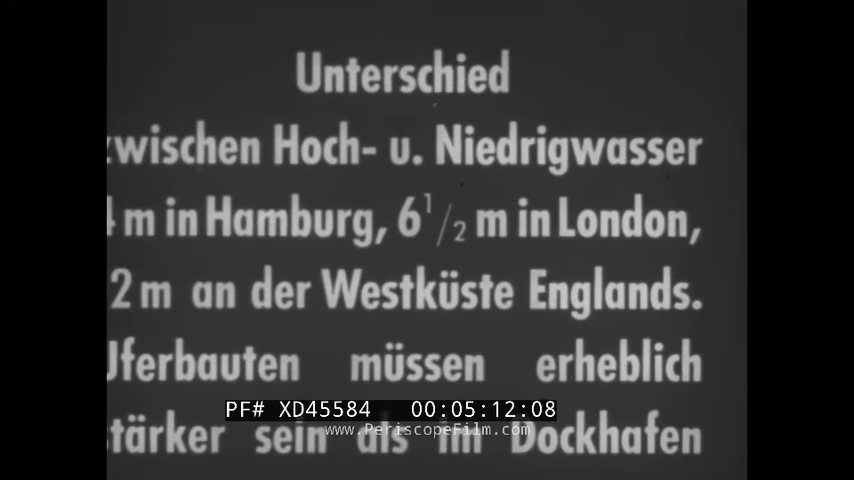 Unterschied
zwischen Hoch- u. Niedrigwasser
4 m in Hamburg, 6 1/2 m in London,
2 m an der Westküste Englands.
Uferbauten müssen erheblich
PF# XD45584 00:05:12:08
www.PeriscopeFilm.com
stärker sein als im Dockhafen